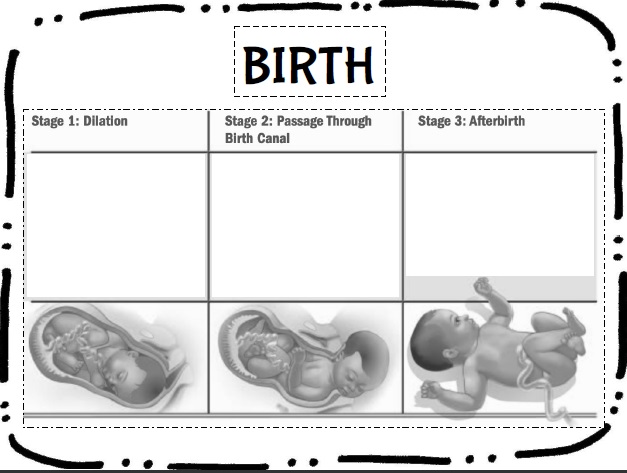 BIRTH
Stage 1: Dilation
Stage 2: Passage Through
Birth Canal
Stage 3: Afterbirth